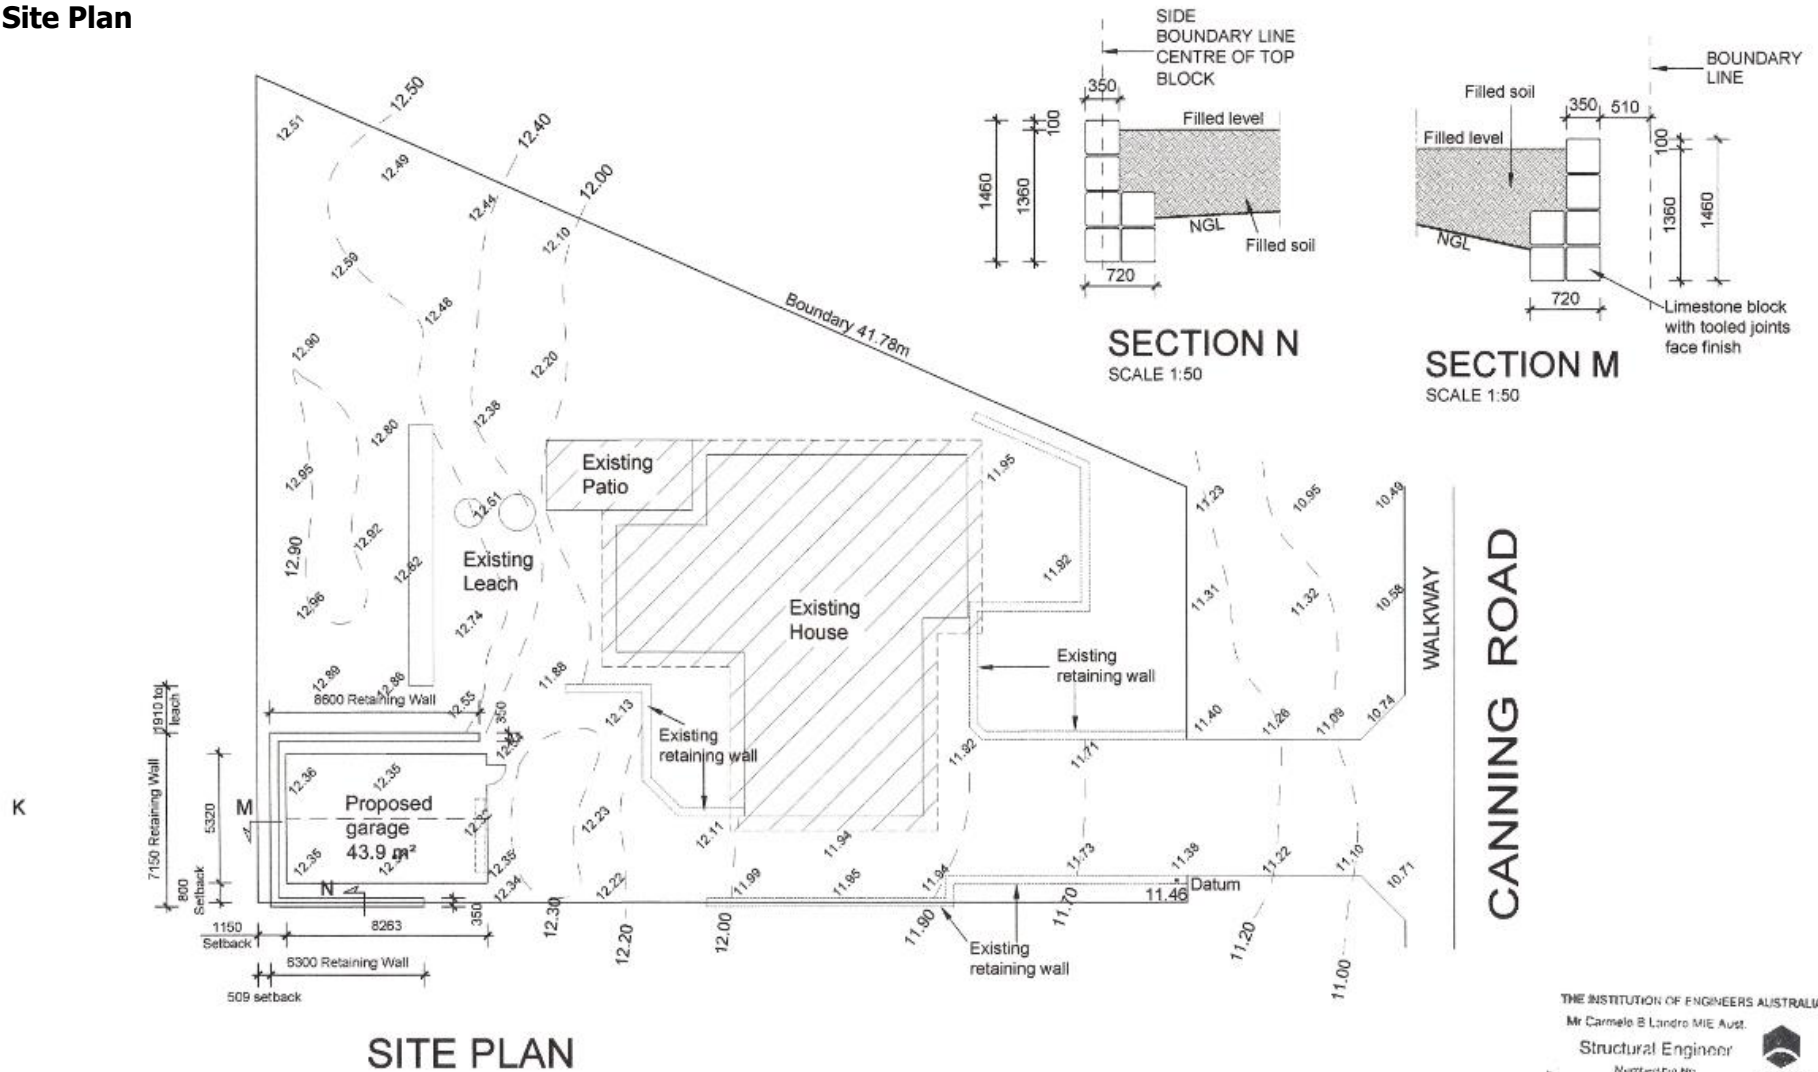 Site Plan
SIDE
BOUNDARY LINE
CENTRE OF TOP
BLOCK
350
Filled level
100
1460
1360
NGL
Filled soil
720
SECTION N
SCALE 1:50
BOUNDARY
LINE
Filled soil
350
510
Filled level
100
1360
1460
NGL
720
Limestone block
with tooled joints
face finish
SECTION M
SCALE 1:50
12.50
12.51
12.40
12.49
12.00
12.44
12.10
12.59
12.48
Boundary 41.78m
12.90
12.20
12.38
12.80
Existing
Patio
11.95
12.95
12.51
11.23
10.95
10.49
12.92
12.90
Existing
Leach
12.82
11.92
12.96
Existing
House
11.31
11.32
10.58
WALKWAY
CANNING ROAD
12.74
12.89
12.86
11.88
Existing
retaining wall
1910 to
leach
8600 Retaining Wall
12.55
350
12.13
11.40
11.26
11.09
10.74
Existing
retaining wall
11.92
11.71
7150 Retaining Wall
5320
12.36
12.35
K
M
Proposed
garage
43.9 m²
12.23
12.11
11.94
12.35
12.35
11.73
11.38
11.22
11.10
10.71
N
800
Setback
12.34
12.22
11.99
11.95
11.94
Datum
11.46
350
1150
Setback
8263
12.30
12.20
12.00
11.90
11.70
11.20
11.00
6300 Retaining Wall
509 setback
Existing
retaining wall
SITE PLAN
THE INSTITUTION OF ENGINEERS AUSTRALIA
Mr Carmelo B Landro MIE Aust.
Structural Engineer